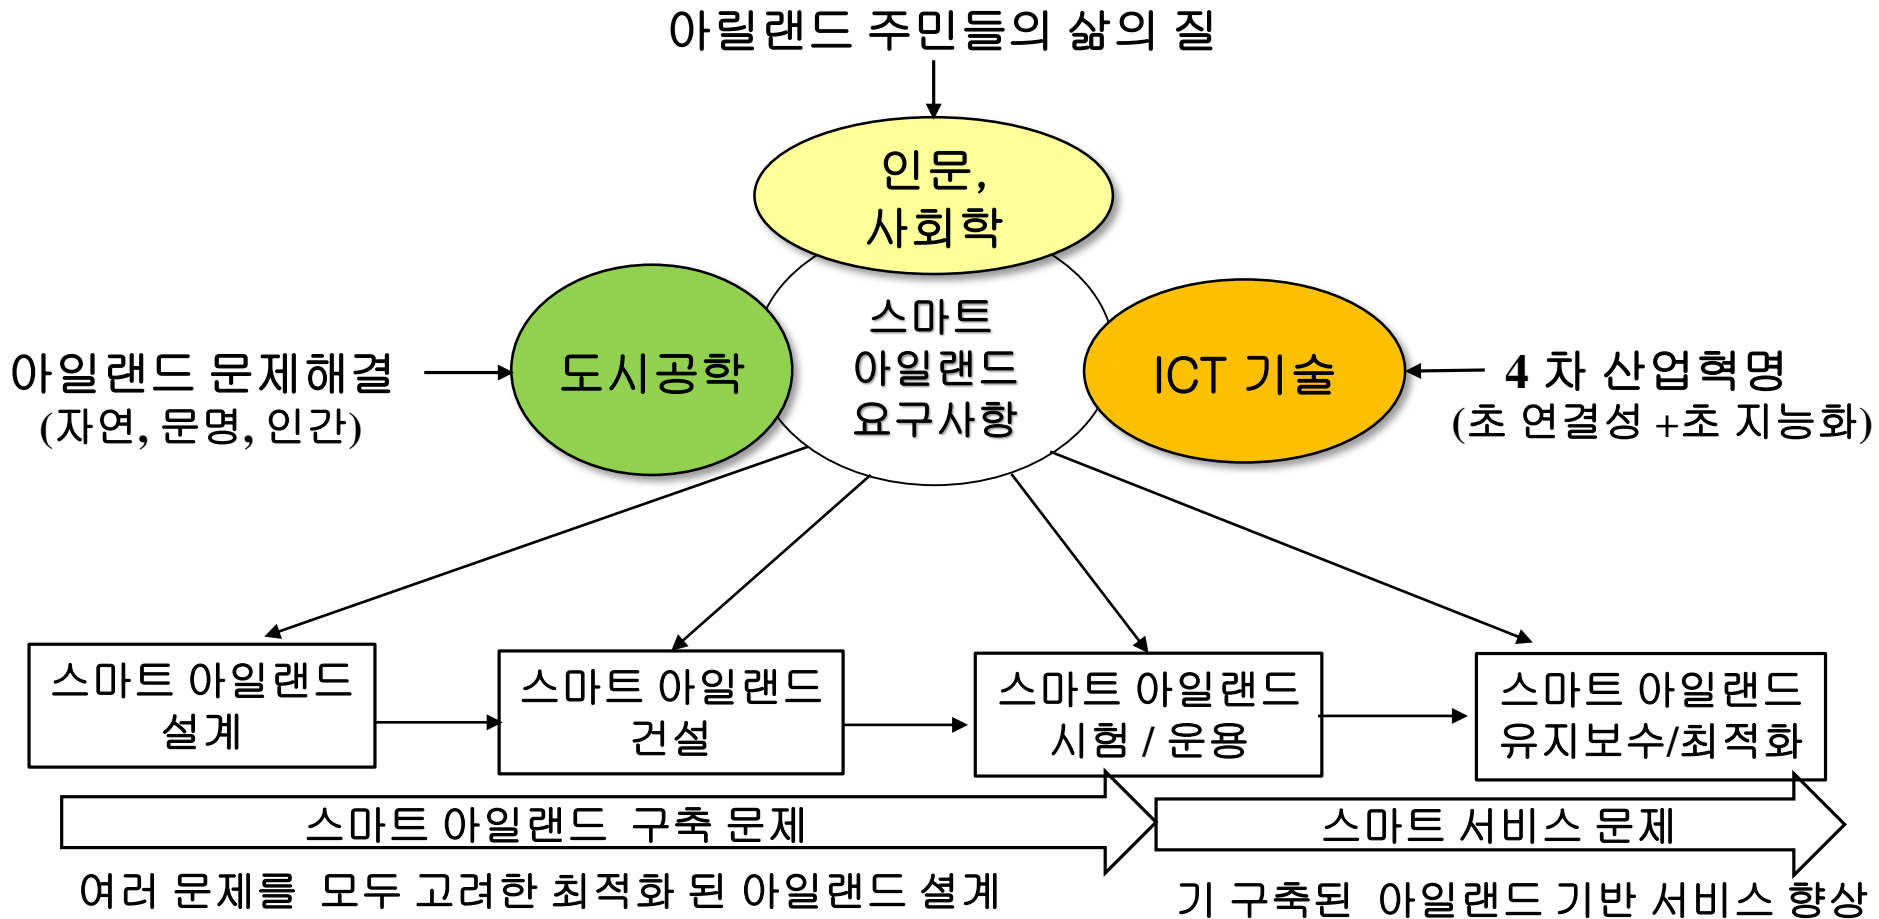 아릴랜드 주민들의 삶의 질
인문,
사회학
스마트
아일랜드
요구사항
도시공학
ICT 기술
아일랜드 문제해결
(자연, 문명, 인간)
4 차 산업혁명
(초 연결성 +초 지능화)
스마트 아일랜드
설계
스마트 아일랜드
건설
스마트 아일랜드
시험 / 운용
스마트 아일랜드
유지보수/최적화
스마트 아일랜드 구축 문제
스마트 서비스 문제
여러 문제를 모두 고려한 최적화 된 아일랜드 셜계
기 구축된 아일랜드 기반 서비스 향상